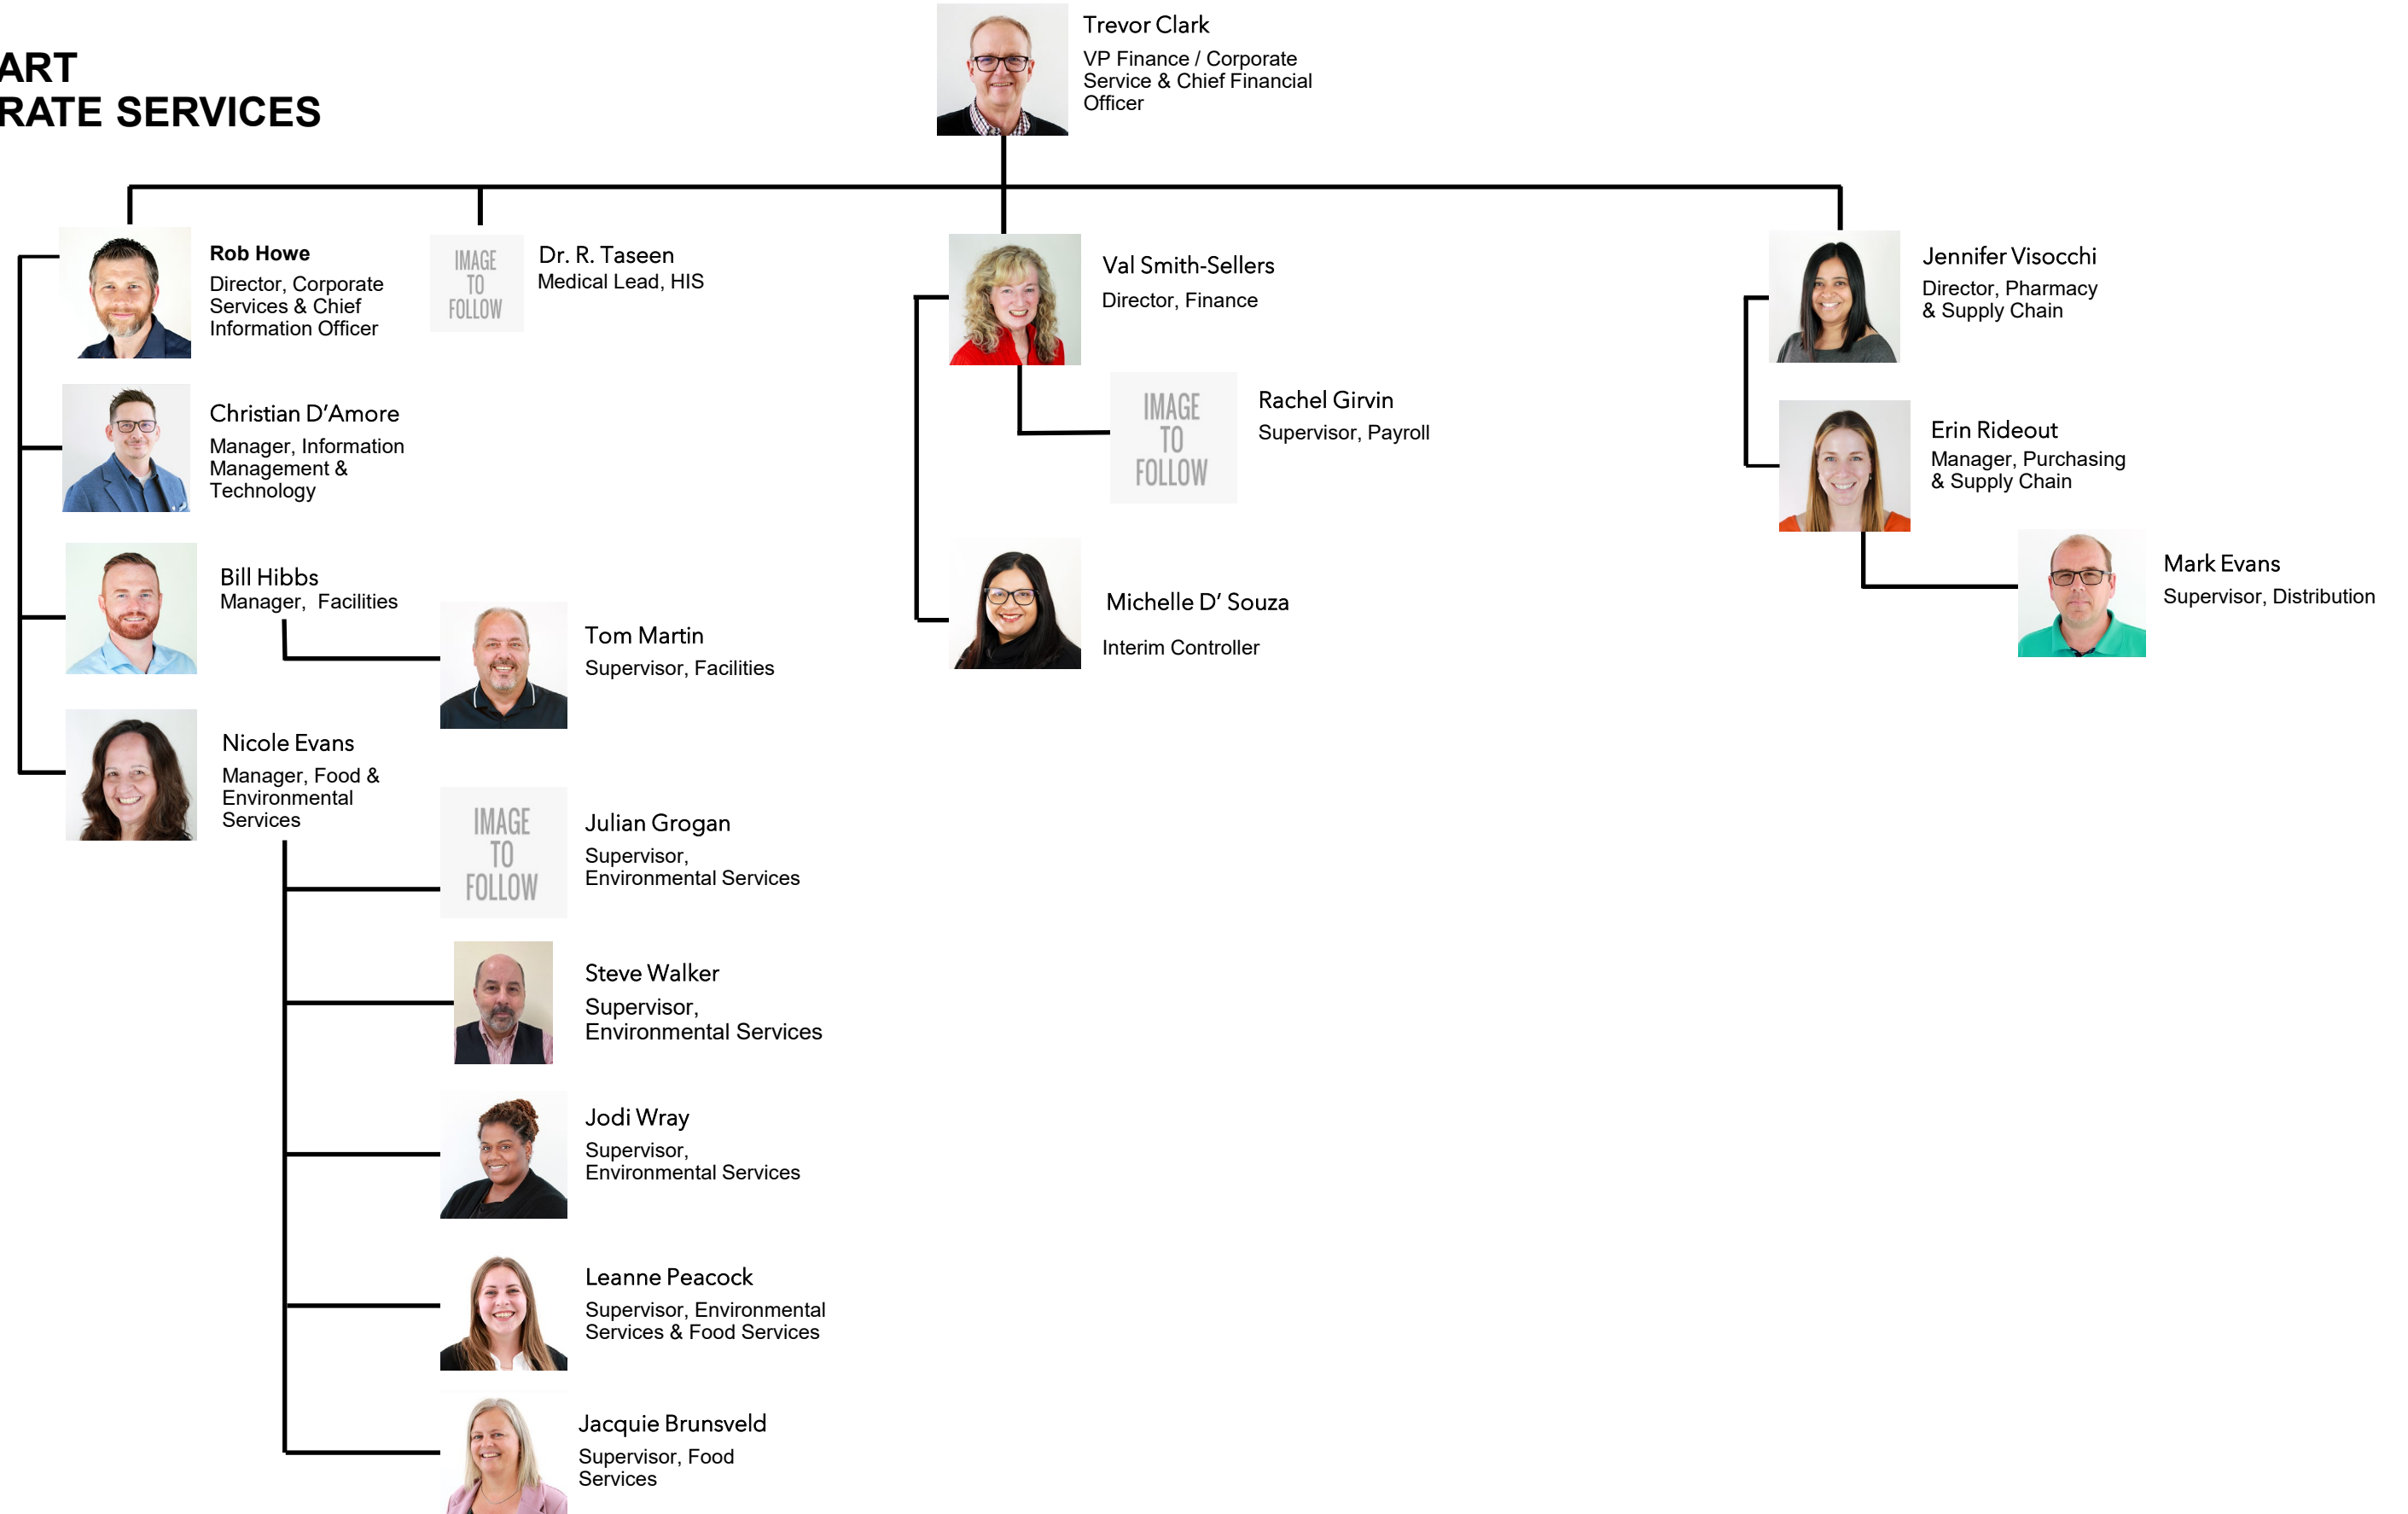 ART
RATE SERVICES
Trevor Clark
VP Finance / Corporate
Service & Chief Financial
Officer
Rob Howe
Director, Corporate
Services & Chief
Information Officer
IMAGE
TO
FOLLOW
Dr. R. Taseen
Medical Lead, HIS
Val Smith-Sellers
Director, Finance
Jennifer Visocchi
Director, Pharmacy
& Supply Chain
Christian D’Amore
Manager, Information
Management &
Technology
IMAGE
TO
FOLLOW
Rachel Girvin
Supervisor, Payroll
Erin Rideout
Manager, Purchasing
& Supply Chain
Bill Hibbs
Manager,  Facilities
Tom Martin
Supervisor, Facilities
Michelle D’ Souza
Interim Controller
Mark Evans
Supervisor, Distribution
Nicole Evans
Manager, Food &
Environmental
Services
IMAGE
TO
FOLLOW
Julian Grogan
Supervisor,
Environmental Services
Steve Walker
Supervisor,
Environmental Services
Jodi Wray
Supervisor,
Environmental Services
Leanne Peacock
Supervisor, Environmental
Services & Food Services
Jacquie Brunsveld
Supervisor, Food
Services